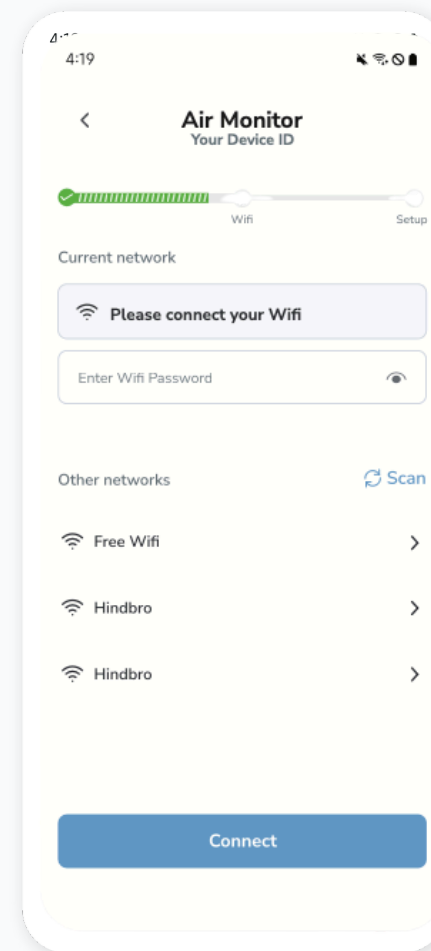 4:19
Air Monitor
Your Device ID
Wifi
Setup
Current network
Please connect your Wifi
Enter Wifi Password
Other networks
Scan
Free Wifi
Hindbro
Hindbro
Connect